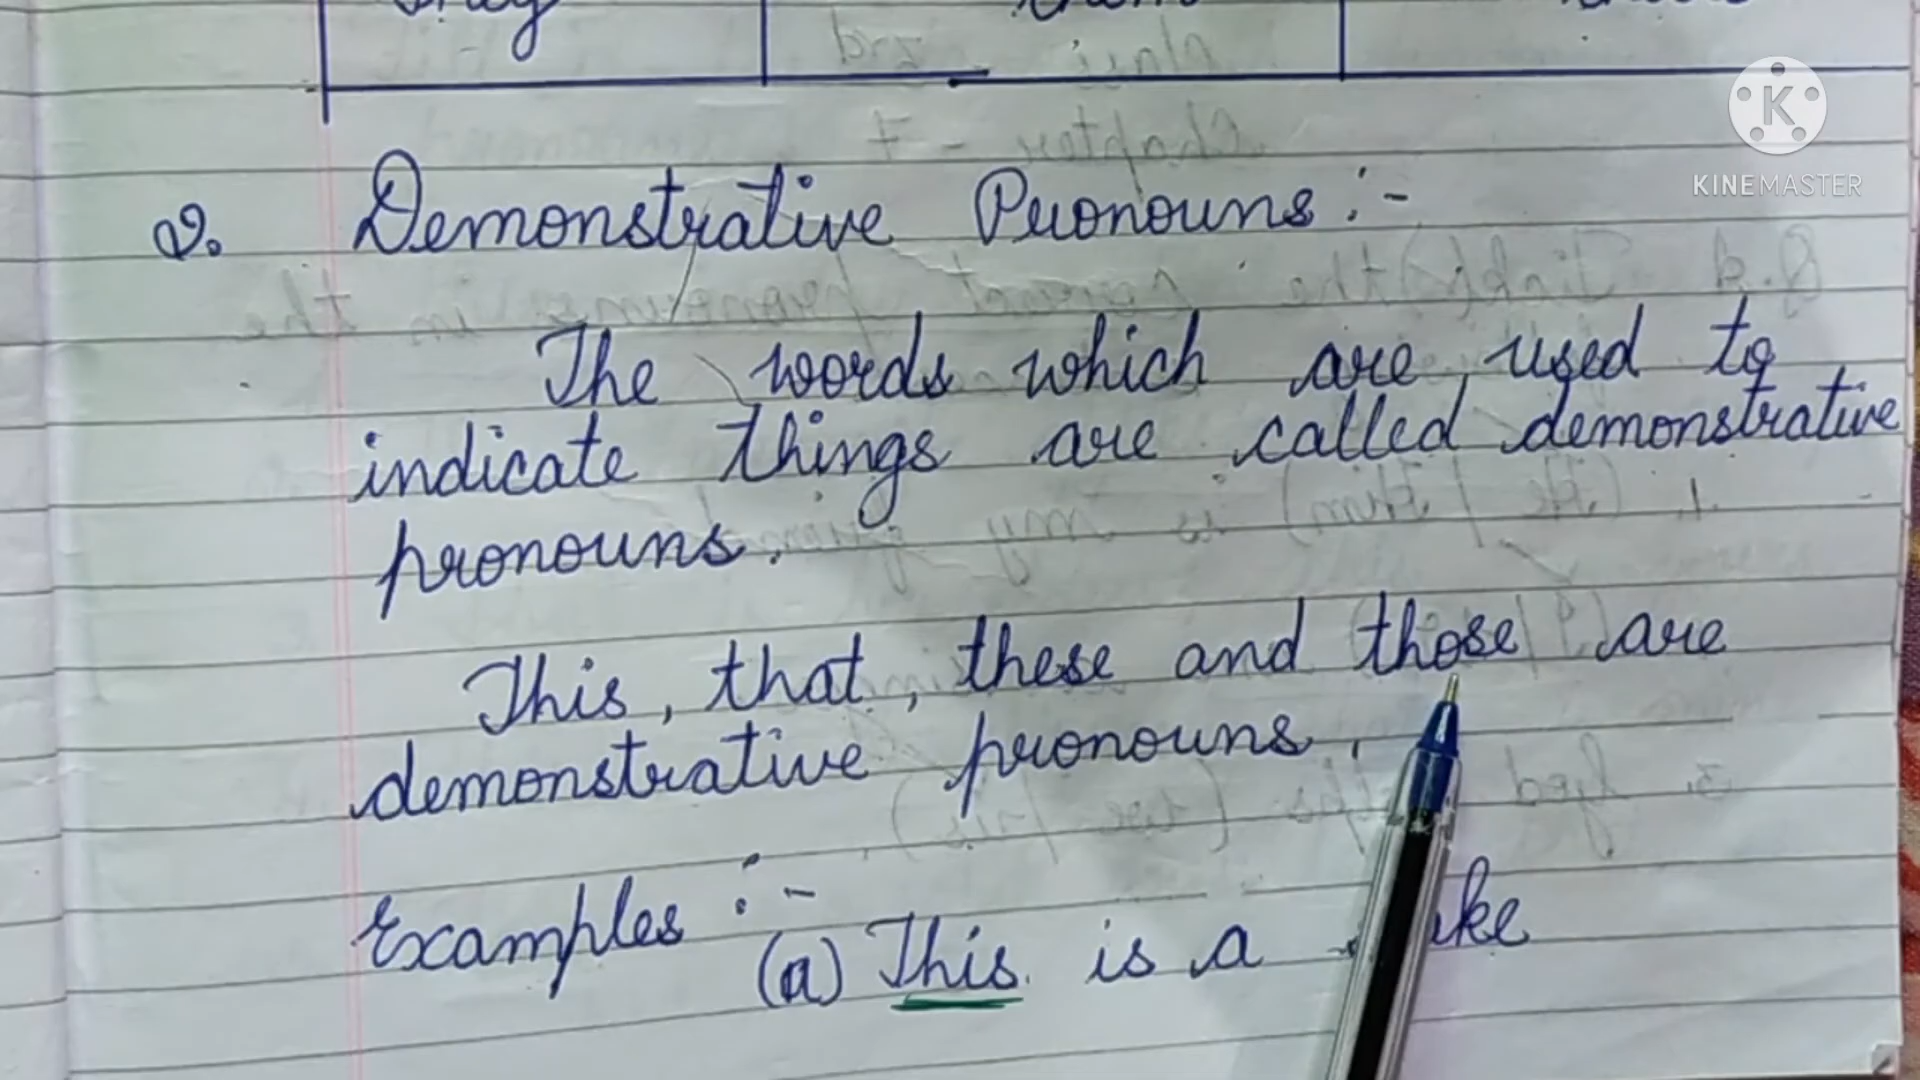 2. Demonstrative Pronouns :-
The words which are used to
indicate things are called demonstrative
pronouns.
This, that, these and those are
demonstrative pronouns.
Examples :-
(a) This is a
KINEMASTER